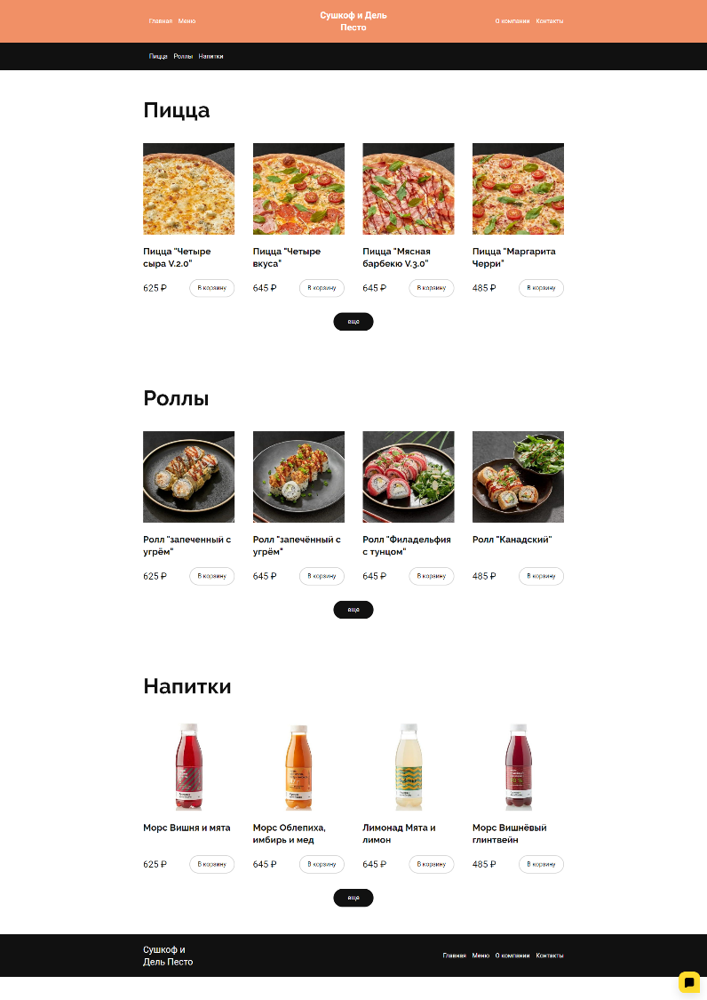 Главная Меню
Сушкоф и Дель
Песто
О компании Контакты
Пицца Роллы Напитки
Пицца
Пицца "Четыре
сыра V.2.0"
Пицца "Четыре
вкуса"
Пицца "Мясная
барбекю V.3.0"
Пицца "Маргарита
Черри"
625 ₽ В корзину
645 ₽ В корзину
645 ₽ В корзину
485 ₽ В корзину
еще
Роллы
Ролл "запеченный с
угрём"
Ролл "запечённый с
угрём"
Ролл "Филадельфия
с тунцом"
Ролл "Канадский"
625 ₽ В корзину
645 ₽ В корзину
645 ₽ В корзину
485 ₽ В корзину
еще
Напитки
Морс Вишня и мята
Морс Облепиха,
имбирь и мед
Лимонад Мята и
лимон
Морс Вишнёвый
глинтвейн
625 ₽ В корзину
645 ₽ В корзину
645 ₽ В корзину
485 ₽ В корзину
еще
Сушкоф и
Дель Песто
Главная Меню О компании Контакты